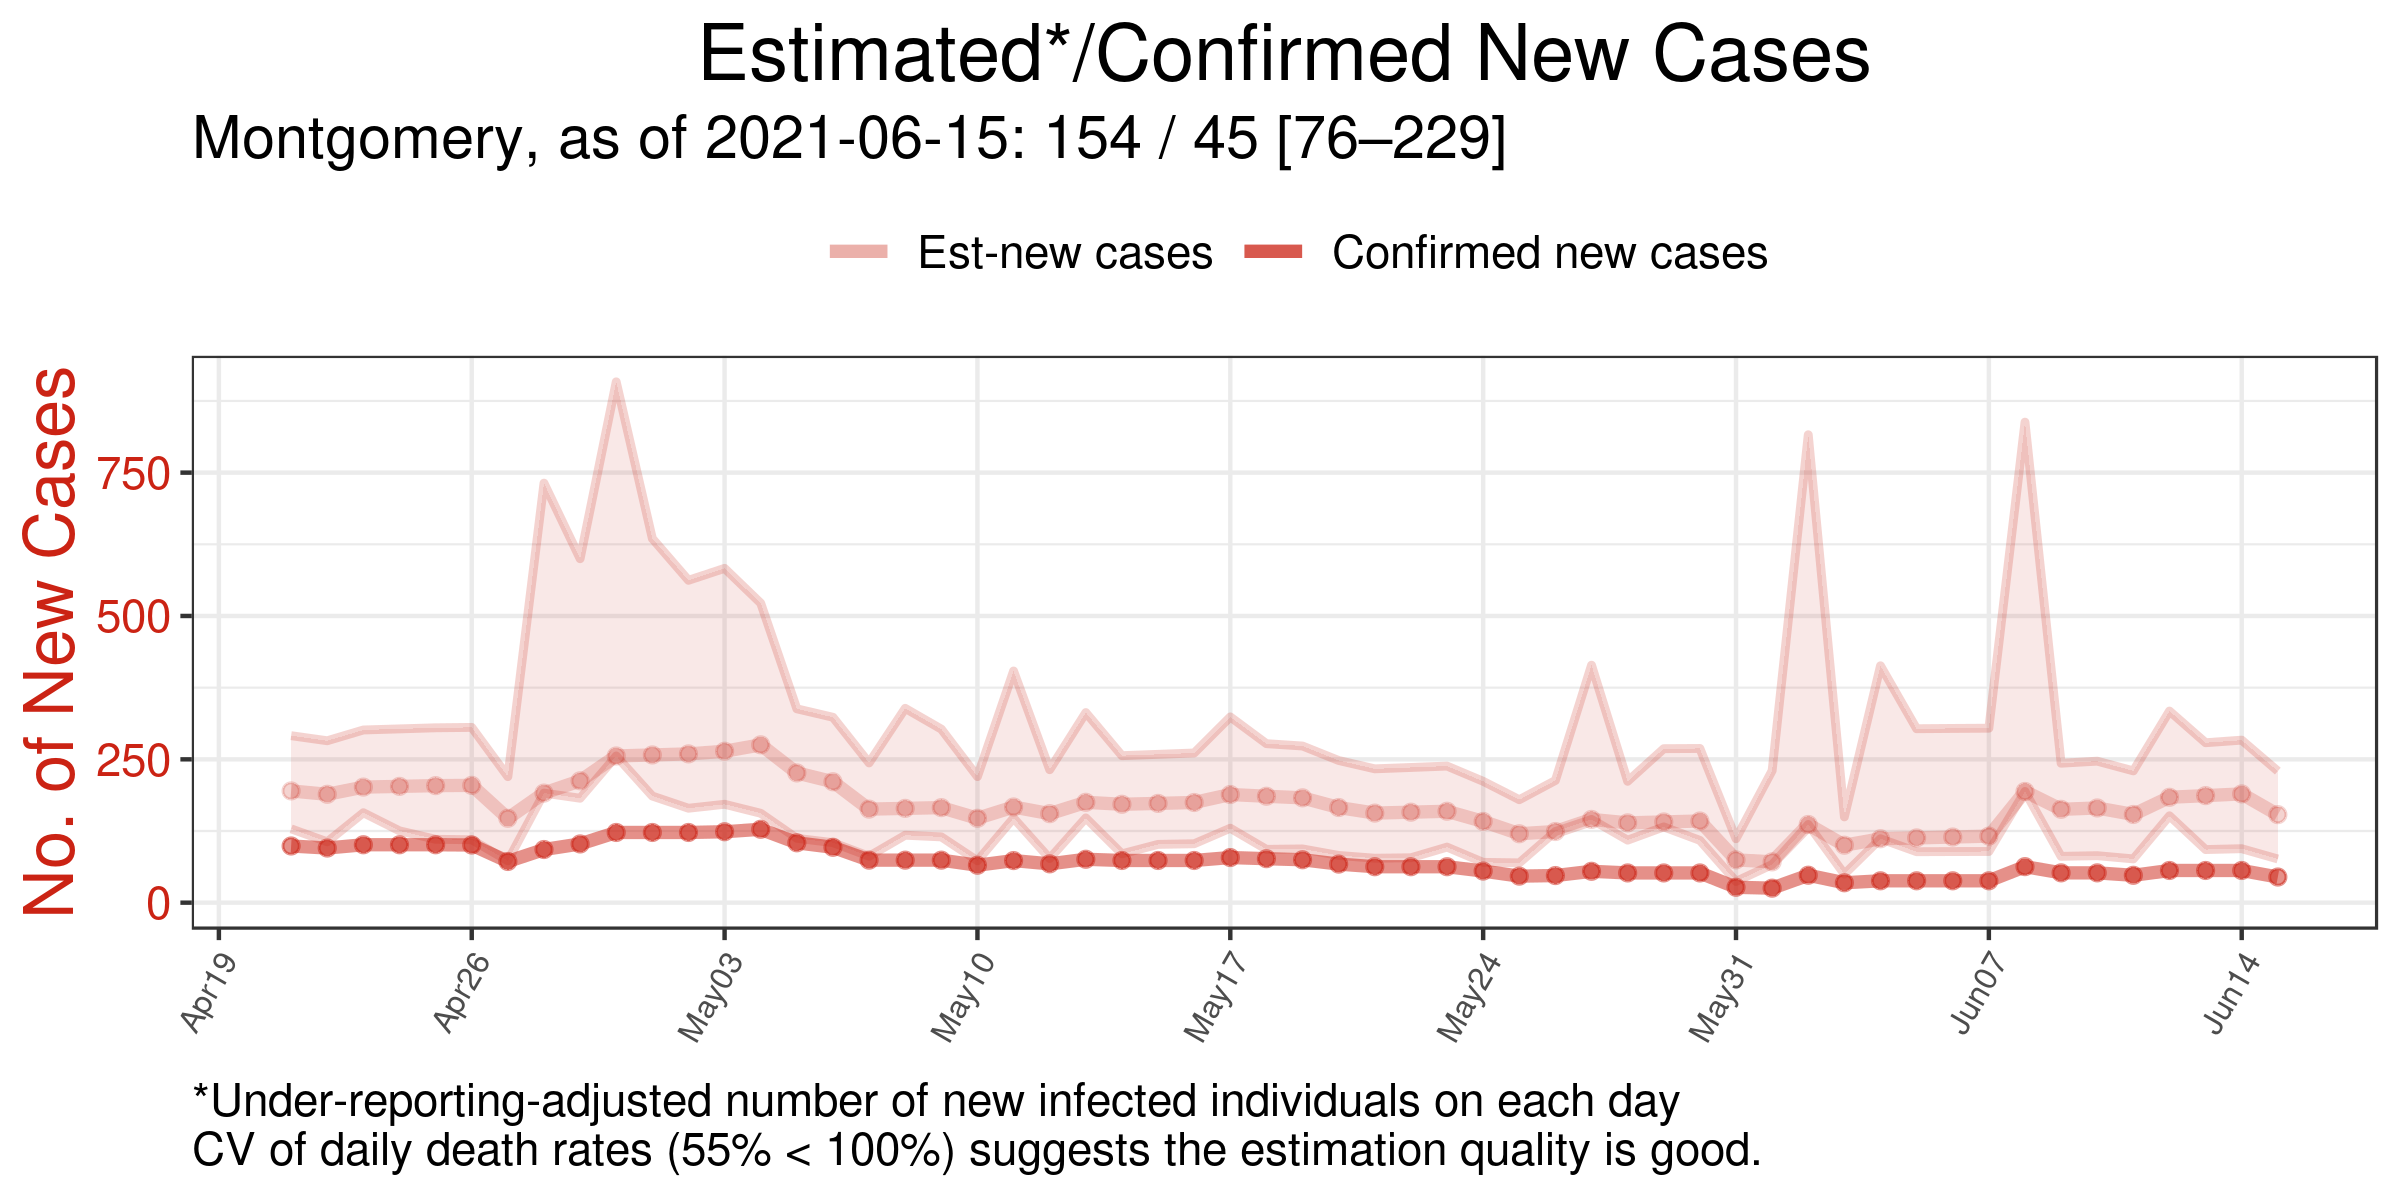 Estimated*/Confirmed New Cases
Montgomery, as of 2021-06-15: 154 / 45 [76–229]
Est-new cases
Confirmed new cases
No. of New Cases
750
500
250
0
Apr19
Apr26
May03
May10
May17
May24
May31
Jun07
Jun14
*Under-reporting-adjusted number of new infected individuals on each day
CV of daily death rates (55% < 100%) suggests the estimation quality is good.